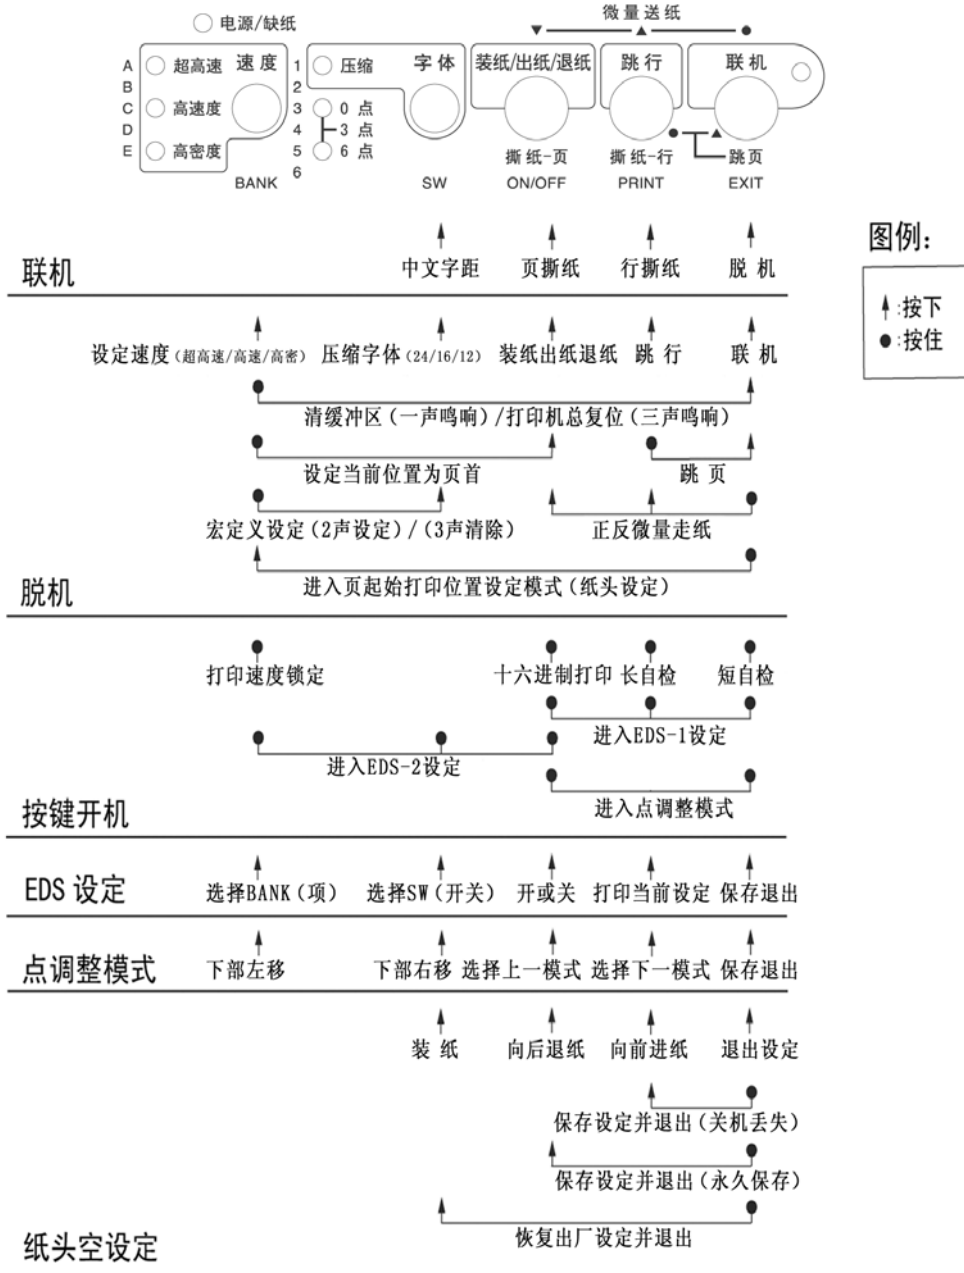 电源/缺纸
微量送纸
A 超高速 速度 1 压缩 字体 装纸/出纸/退纸 跳行 联机
B 2
C 高速度 3 0点
D 4 3点
E 高密度 5 6点 撕纸-页 撕纸-行 跳页
6
BANK SW ON/OFF PRINT EXIT
图例:
中文字距 页撕纸 行撕纸 脱机
联机
:按下
:按住
设定速度(超高速/高速/高密) 压缩字体(24/16/12) 装纸出纸退纸 跳行 联机
清缓冲区(一声鸣响)/打印机总复位(三声鸣响)
设定当前位置为页首 跳页
宏定义设定(2声设定)/(3声清除) 正反微量走纸
进入页起始打印位置设定模式(纸头设定)
脱机
打印速度锁定 十六进制打印 长自检 短自检
进入EDS-1设定
进入EDS-2设定
进入点调整模式
按键开机
EDS 设定 选择BANK(项) 选择SW(开关) 开或关 打印当前设定 保存退出
点调整模式 下部左移 下部右移 选择上一模式 选择下一模式 保存退出
装纸 向后退纸 向前进纸 退出设定
保存设定并退出(关机丢失)
保存设定并退出(永久保存)
恢复出厂设定并退出
纸头空设定